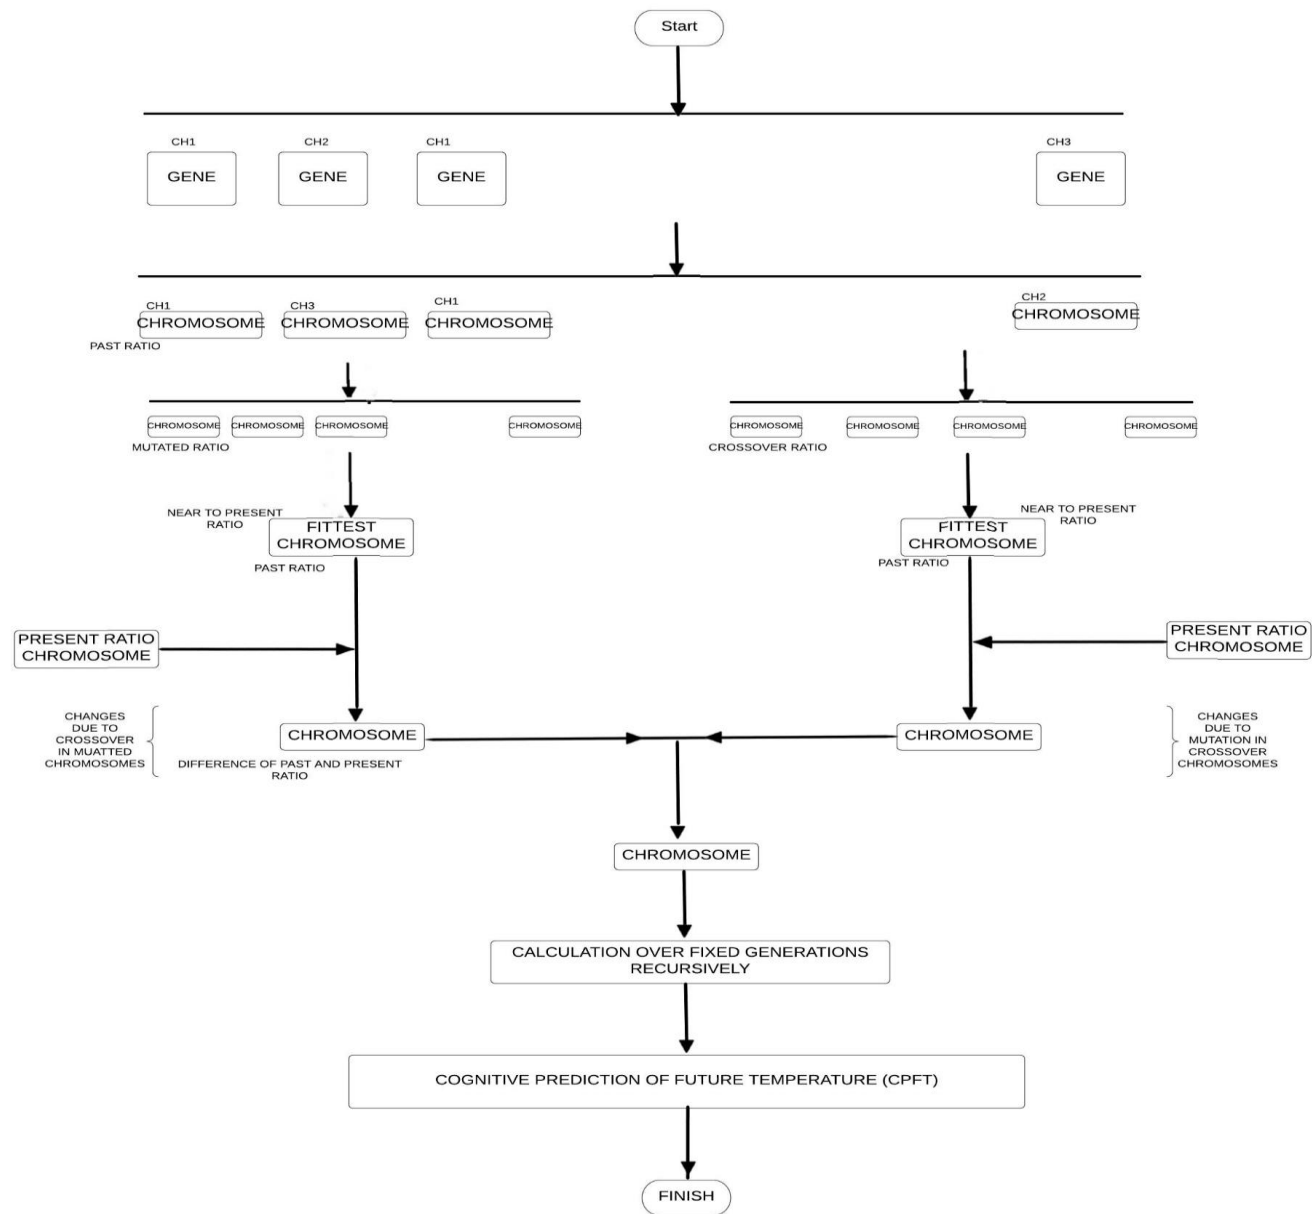 Start
CH1
CH2
CH1
CH3
GENE
GENE
GENE
GENE
CH1
CH3
CH1
CH2
CHROMOSOME
CHROMOSOME
CHROMOSOME
CHROMOSOME
PAST RATIO
CHROMOSOME
CHROMOSOME
CHROMOSOME
CHROMOSOME
CHROMOSOME
CHROMOSOME
CHROMOSOME
CHROMOSOME
MUTATED RATIO
CROSSOVER RATIO
NEAR TO PRESENT
RATIO
FITTEST
CHROMOSOME
PAST RATIO
FITTEST
CHROMOSOME
NEAR TO PRESENT
RATIO
PAST RATIO
PRESENT RATIO
CHROMOSOME
PRESENT RATIO
CHROMOSOME
CHANGES
DUE TO
CROSSOVER
IN MUATTED
CHROMOSOMES
CHROMOSOME
DIFFERENCE OF PAST AND PRESENT
RATIO
CHROMOSOME
CHANGES
DUE TO
MUTATION IN
CROSSOVER
CHROMOSOMES
CHROMOSOME
CALCULATION OVER FIXED GENERATIONS
RECURSIVELY
COGNITIVE PREDICTION OF FUTURE TEMPERATURE (CPFT)
FINISH